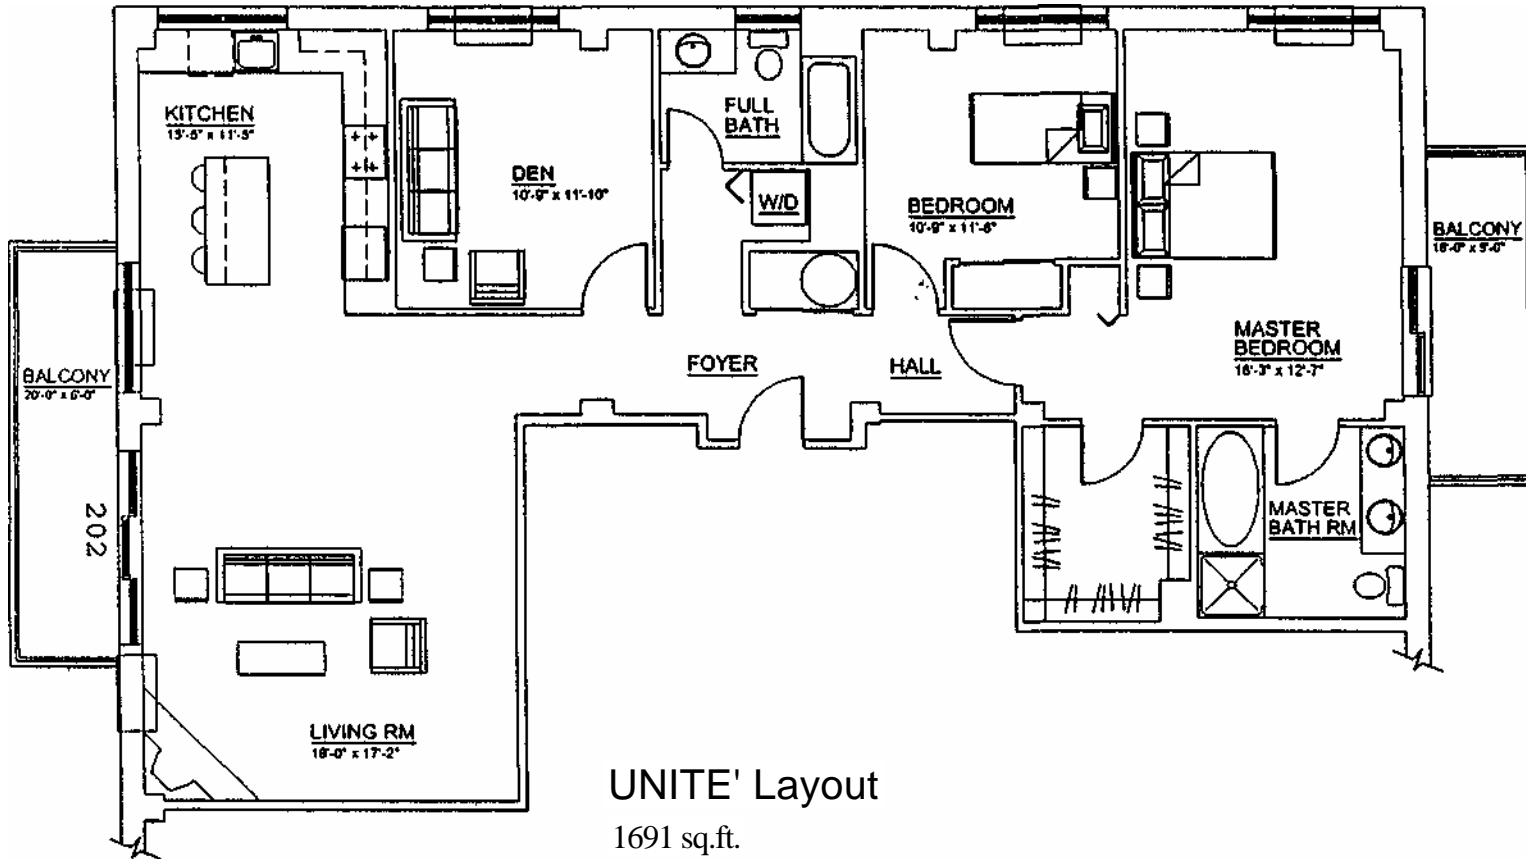 KITCHEN
13'-5" x 11'-5"
DEN
10'-9" x 11'-10"
FULL
BATH
W/D
BEDROOM
10'-9" x 11'-6"
BALCONY
18'-0" x 5'-0"
MASTER
BEDROOM
16'-3" x 12'-7"
FOYER
HALL
BALCONY
20'-0" x 6'-0"
202
MASTER
BATH RM
LIVING RM
18'-0" x 17'-2"
UNITE' Layout
1691 sq.ft.